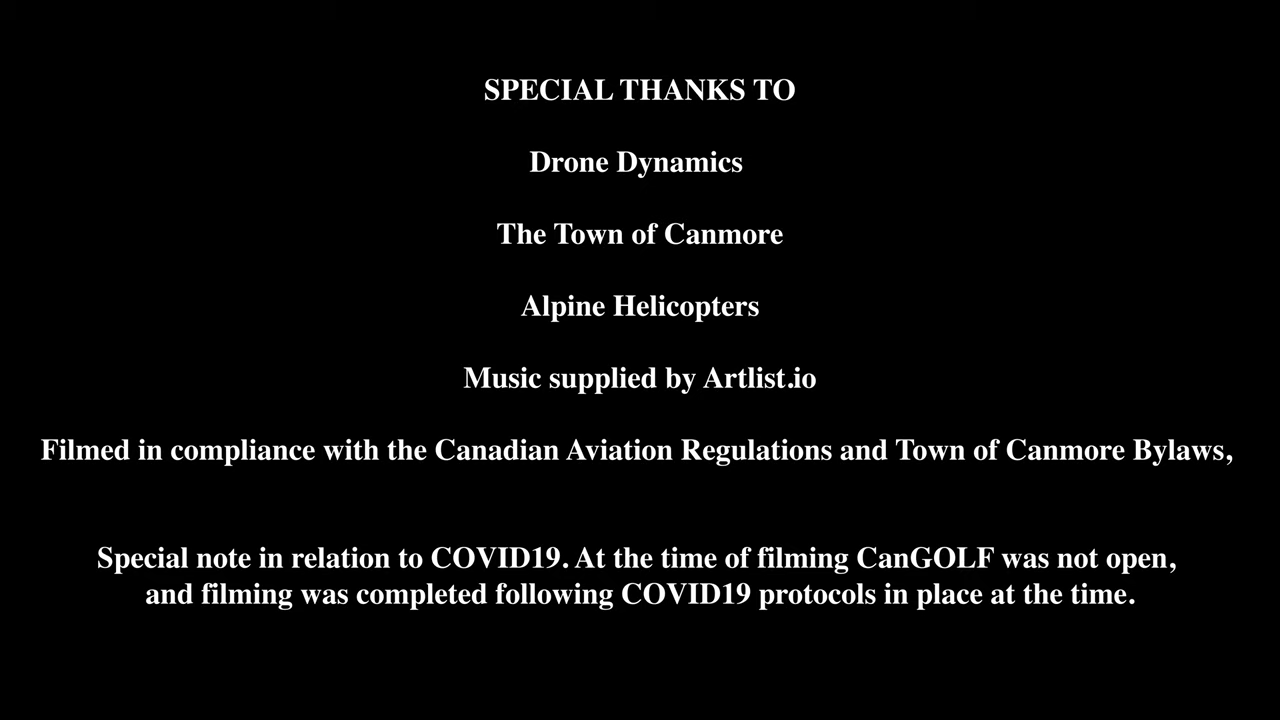 SPECIAL THANKS TO
Drone Dynamics
The Town of Canmore
Alpine Helicopters
Music supplied by Artlist.io
Filmed in compliance with the Canadian Aviation Regulations and Town of Canmore Bylaws,
Special note in relation to COVID19. At the time of filming CanGOLF was not open,
and filming was completed following COVID19 protocols in place at the time.